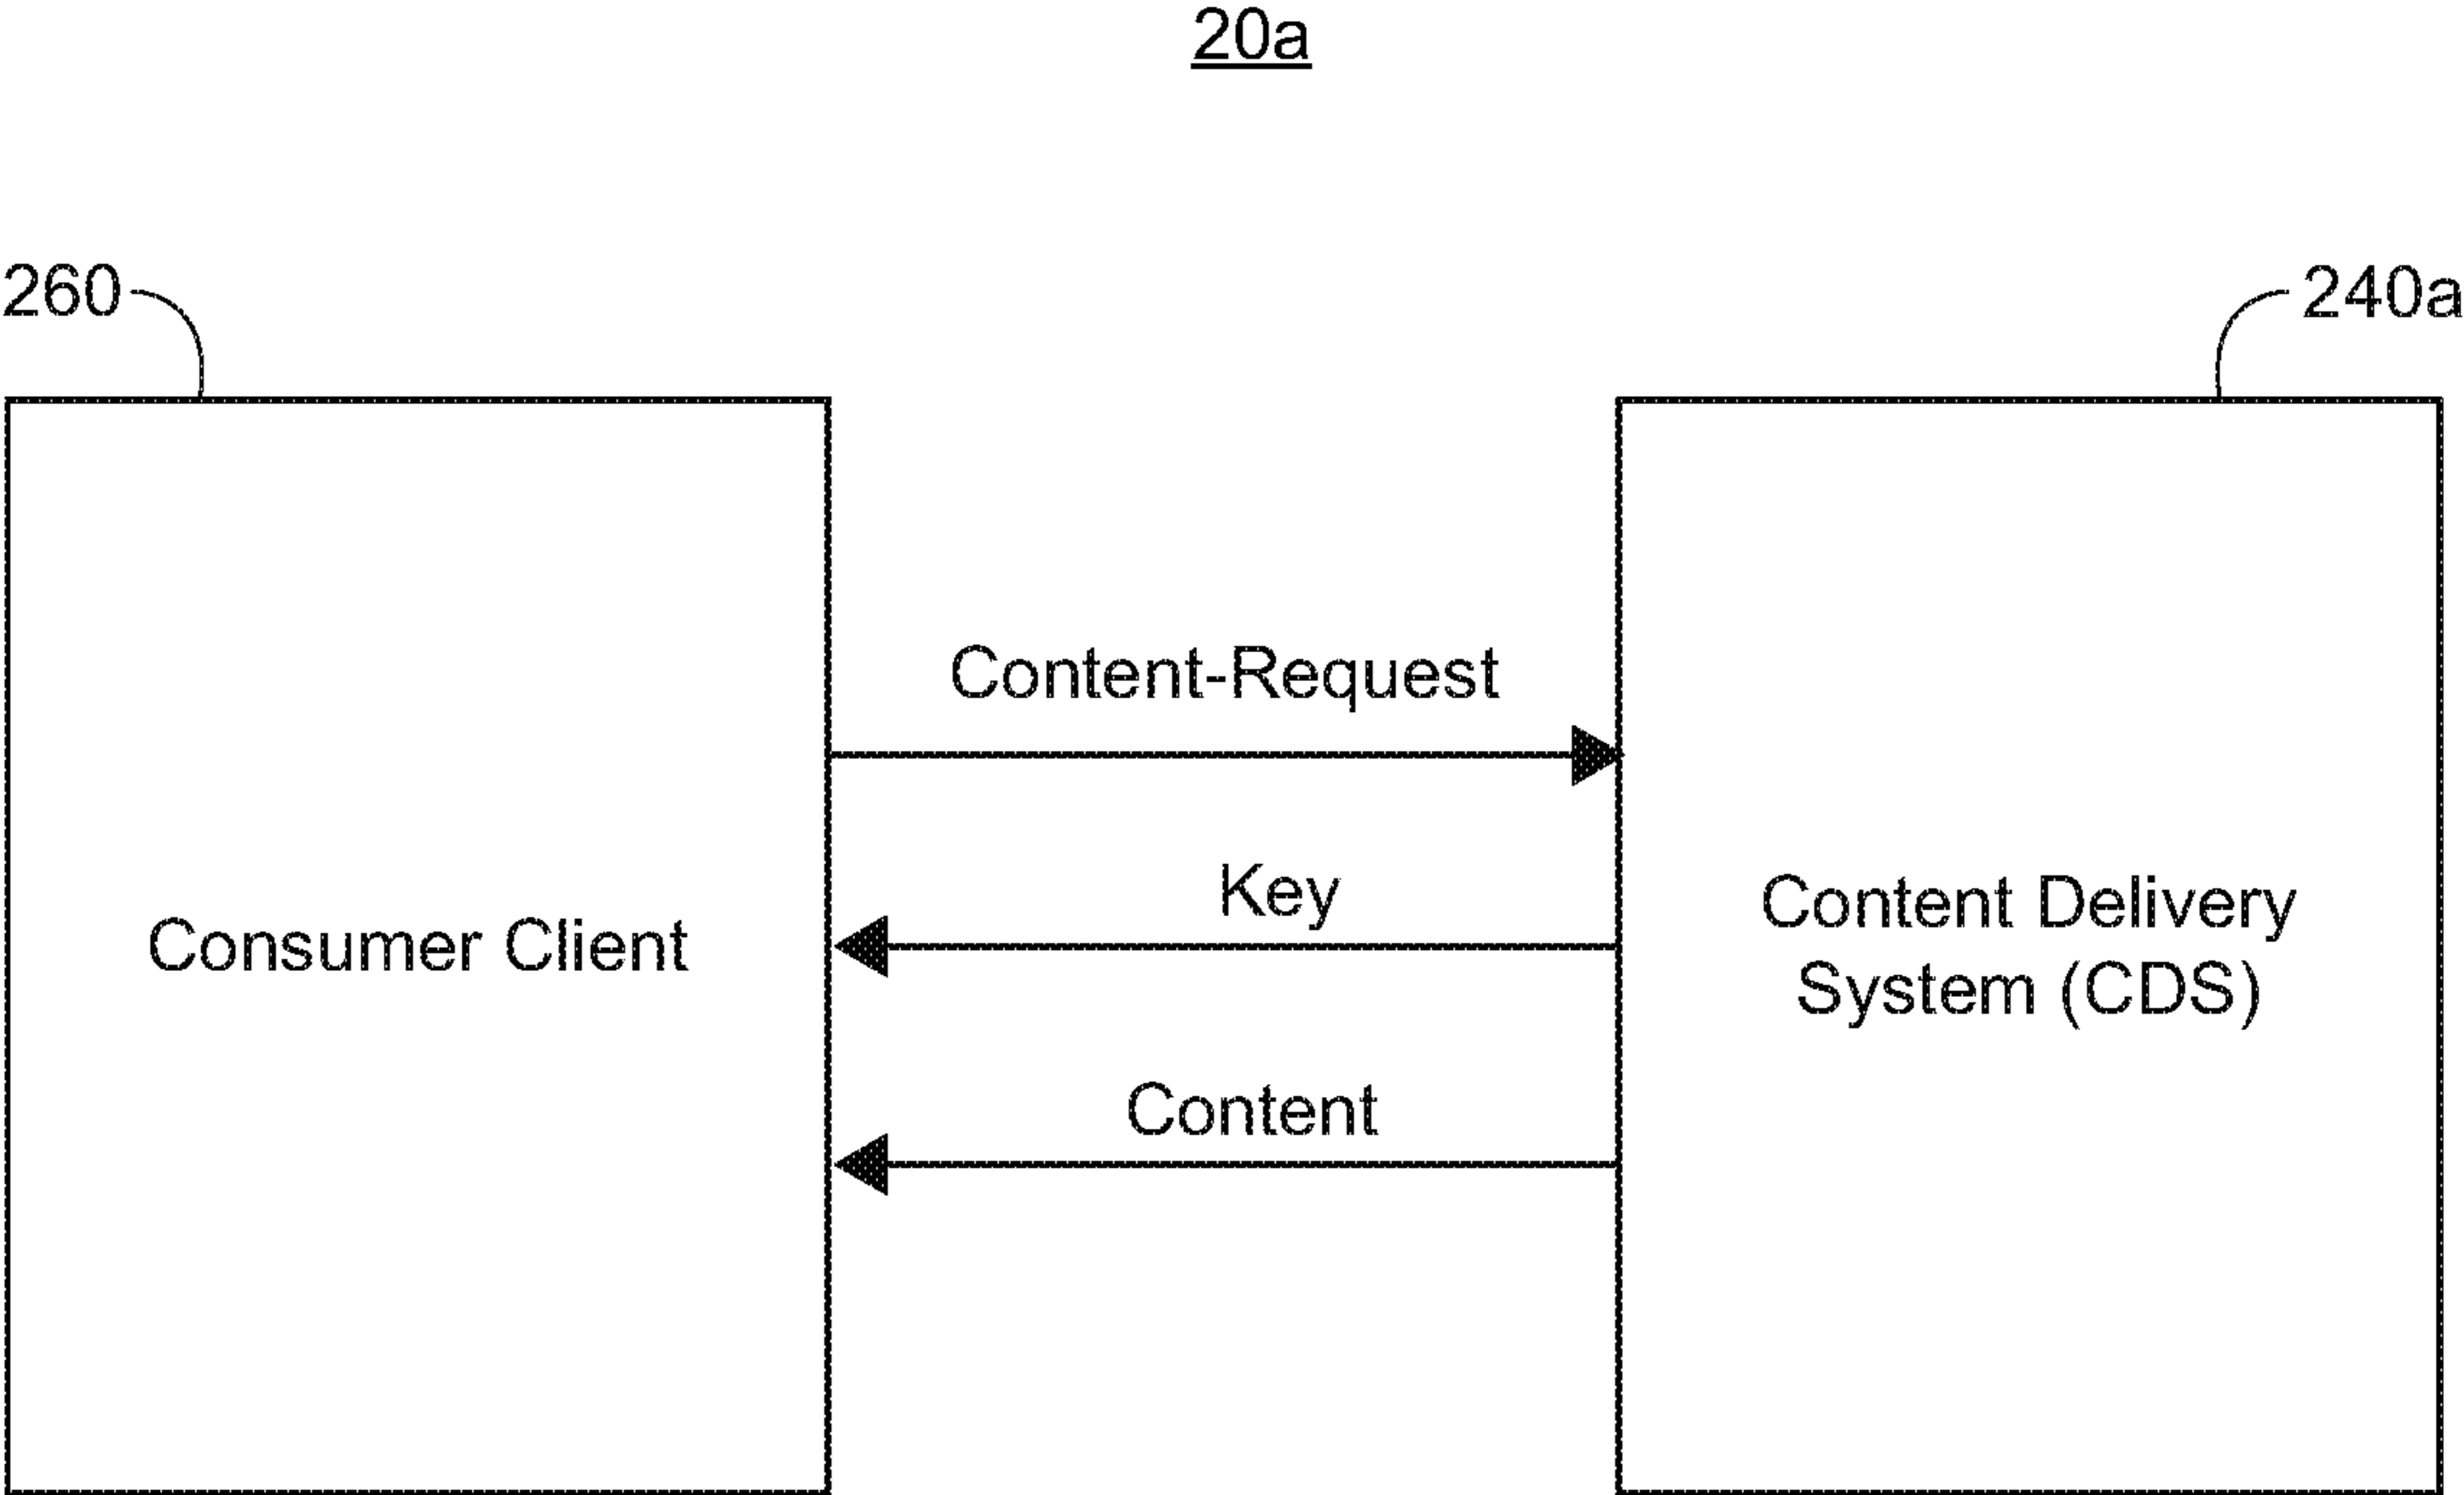 20a
260
240a
Content-Request
Key
Consumer Client
Content Delivery
System (CDS)
Content